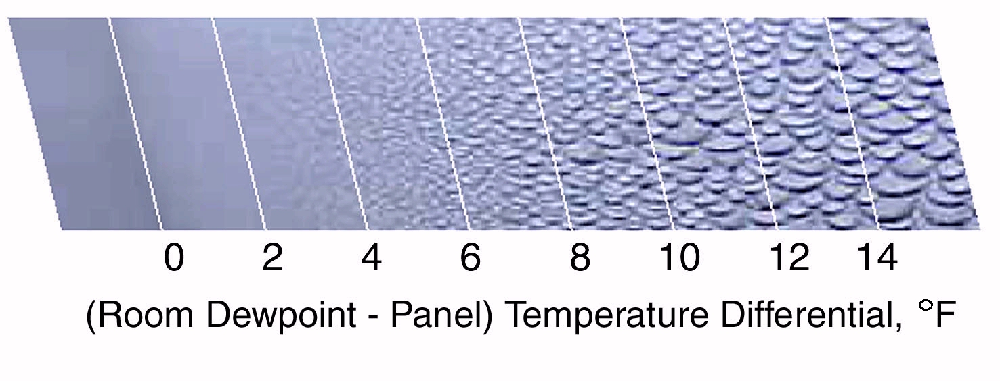 0 2 4 6 8 10 12 14
(Room Dewpoint - Panel) Temperature Differential, °F